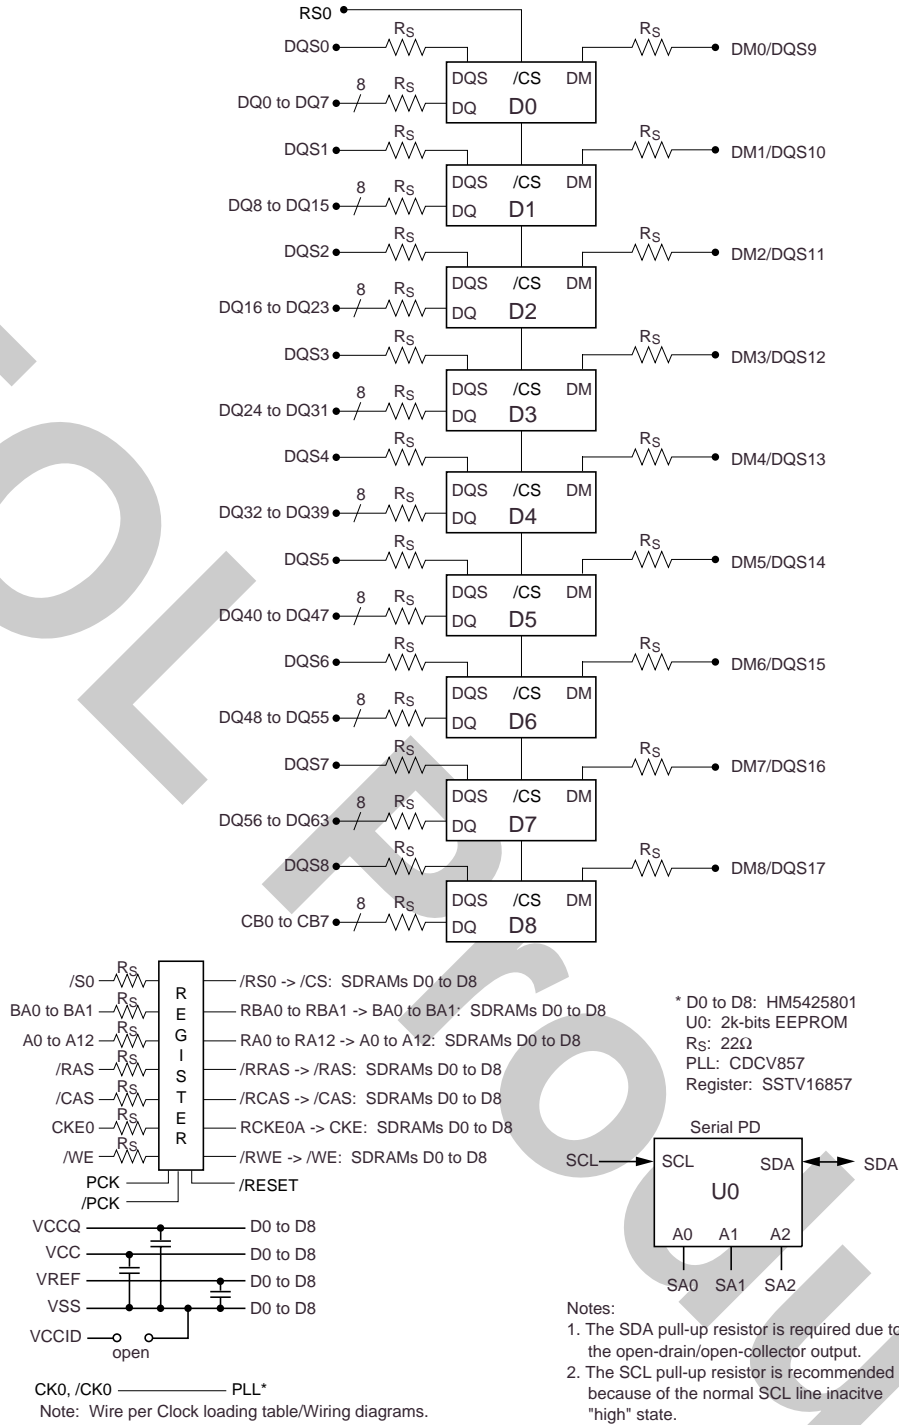 RS0
DQS0 RS RS DM0/DQS9
DQS /CS DM
DQ0 to DQ7 8 RS DQ D0
DQS1 RS RS DM1/DQS10
DQS /CS DM
DQ8 to DQ15 8 RS DQ D1
DQS2 RS RS DM2/DQS11
DQS /CS DM
DQ16 to DQ23 8 RS DQ D2
DQS3 RS RS DM3/DQS12
DQS /CS DM
DQ24 to DQ31 8 RS DQ D3
DQS4 RS RS DM4/DQS13
DQS /CS DM
DQ32 to DQ39 8 RS DQ D4
DQS5 RS RS DM5/DQS14
DQS /CS DM
DQ40 to DQ47 8 RS DQ D5
DQS6 RS RS DM6/DQS15
DQS /CS DM
DQ48 to DQ55 8 RS DQ D6
DQS7 RS RS DM7/DQS16
DQS /CS DM
DQ56 to DQ63 8 RS DQ D7
DQS8 RS RS DM8/DQS17
DQS /CS DM
CB0 to CB7 8 RS DQ D8
REGISTER
/S0 RS /RS0 -> /CS: SDRAMs D0 to D8
BA0 to BA1 RS RBA0 to RBA1 -> BA0 to BA1: SDRAMs D0 to D8
A0 to A12 RS RA0 to RA12 -> A0 to A12: SDRAMs D0 to D8
/RAS RS /RRAS -> /RAS: SDRAMs D0 to D8
/CAS RS /RCAS -> /CAS: SDRAMs D0 to D8
CKE0 RS RCKE0A -> CKE: SDRAMs D0 to D8
/WE RS /RWE -> /WE: SDRAMs D0 to D8
PCK /RESET
/PCK
VCCQ D0 to D8
VCC D0 to D8
VREF D0 to D8
VSS D0 to D8
VCCID open
CK0, /CK0 PLL*
Note: Wire per Clock loading table/Wiring diagrams.
* D0 to D8: HM5425801
U0: 2k-bits EEPROM
RS: 22Ω
PLL: CDCV857
Register: SSTV16857
Serial PD
SCL SCL SDA SDA
U0
A0 A1 A2
SA0 SA1 SA2
Notes:
1. The SDA pull-up resistor is required due to
the open-drain/open-collector output.
2. The SCL pull-up resistor is recommended
because of the normal SCL line inacitve
"high" state.